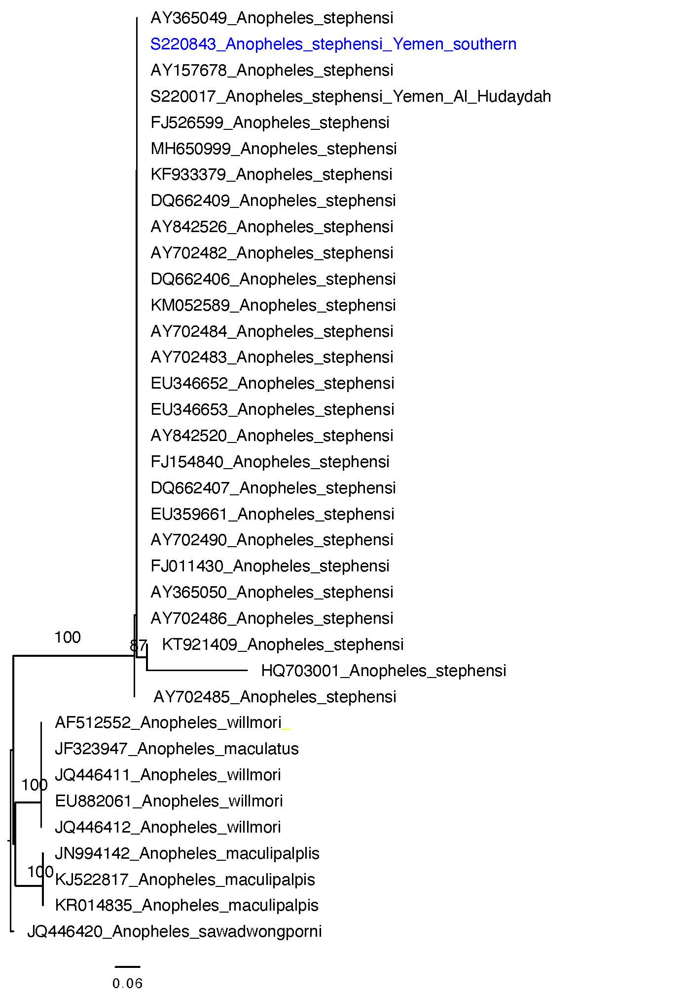 AY365049_Anopheles_stephensi
S220843_Anopheles_stephensi_Yemen_southern
AY157678_Anopheles_stephensi
S220017_Anopheles_stephensi_Yemen_Al_Hudaydah
FJ526599_Anopheles_stephensi
MH650999_Anopheles_stephensi
KF933379_Anopheles_stephensi
DQ662409_Anopheles_stephensi
AY842526_Anopheles_stephensi
AY702482_Anopheles_stephensi
DQ662406_Anopheles_stephensi
KM052589_Anopheles_stephensi
AY702484_Anopheles_stephensi
AY702483_Anopheles_stephensi
EU346652_Anopheles_stephensi
EU346653_Anopheles_stephensi
AY842520_Anopheles_stephensi
FJ154840_Anopheles_stephensi
DQ662407_Anopheles_stephensi
EU359661_Anopheles_stephensi
AY702490_Anopheles_stephensi
FJ011430_Anopheles_stephensi
AY365050_Anopheles_stephensi
AY702486_Anopheles_stephensi
100
87 KT921409_Anopheles_stephensi
HQ703001_Anopheles_stephensi
AY702485_Anopheles_stephensi
AF512552_Anopheles_willmori_
JF323947_Anopheles_maculatus
JQ446411_Anopheles_willmori
100
EU882061_Anopheles_willmori
JQ446412_Anopheles_willmori
JN994142_Anopheles_maculipalplis
100
KJ522817_Anopheles_maculipalpis
KR014835_Anopheles_maculipalpis
JQ446420_Anopheles_sawadwongporni
0.06